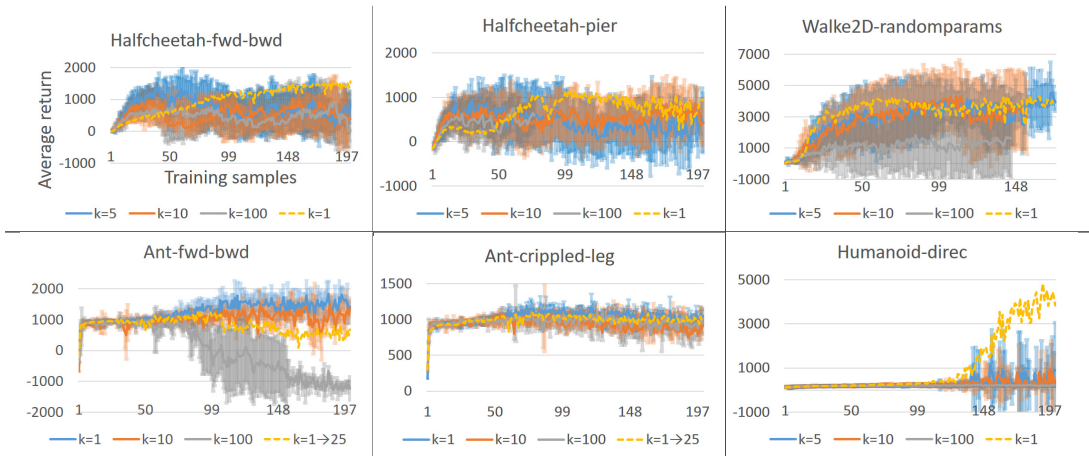 Halfcheetah-fwd-bwd
Average return
2000
1000
0
-1000
1 50 99 148 197
Training samples
k=5 k=10 k=100 k=1
Halfcheetah-pier
2000
1000
0
-1000
1 50 99 148 197
k=5 k=10 k=100 k=1
Walke2D-randomparams
7000
5000
3000
1000
-1000
1 50 99 148
k=5 k=10 k=100 k=1
Ant-fwd-bwd
2000
1000
0
-1000
-2000
1 50 99 148 197
k=1 k=10 k=100 k=1→25
Ant-crippled-leg
1500
1000
500
0
1 50 99 148 197
k=1 k=10 k=100 k=1→25
Humanoid-direc
5000
3000
1000
-1000
1 50 99 148 197
k=5 k=10 k=100 k=1